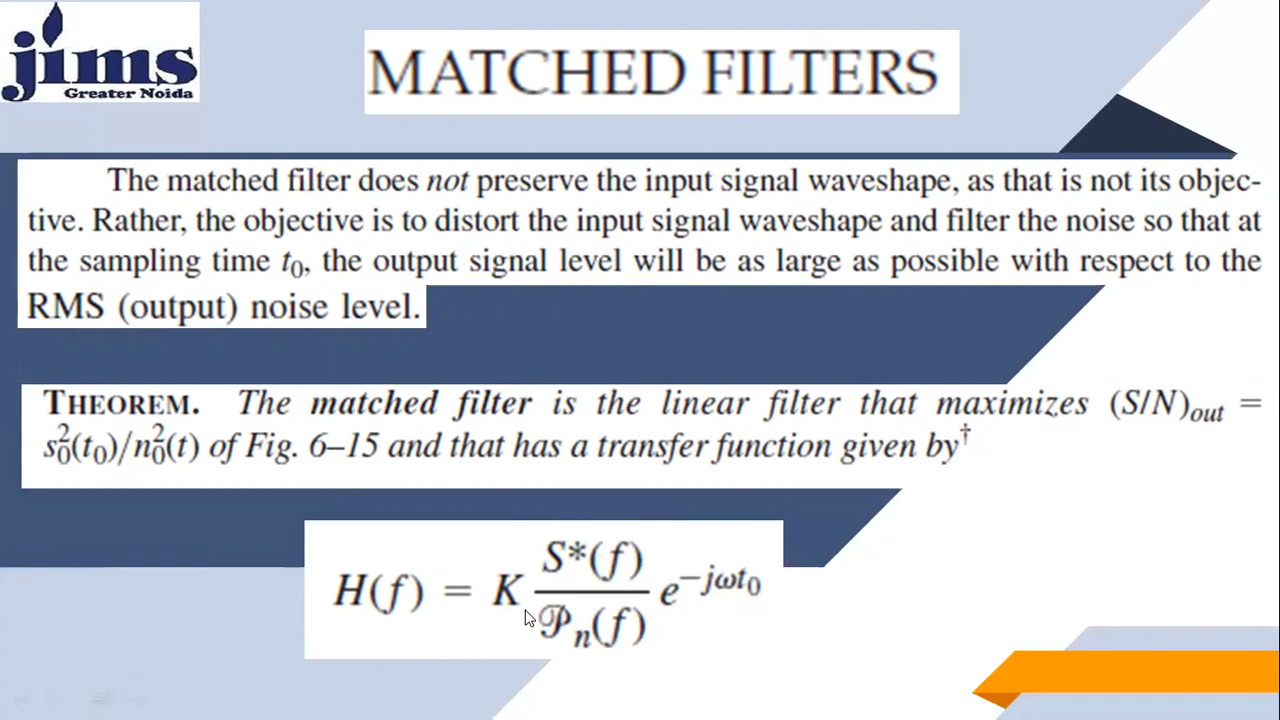 jims
Greater Noida
MATCHED FILTERS
The matched filter does not preserve the input signal waveshape, as that is not its objec-
tive. Rather, the objective is to distort the input signal waveshape and filter the noise so that at
the sampling time t₀, the output signal level will be as large as possible with respect to the
RMS (output) noise level.
THEOREM. The matched filter is the linear filter that maximizes (S/N)out =
s₀²(t₀)/n₀²(t) of Fig. 6–15 and that has a transfer function given by†
H(f) = K S*(f)/𝒫ₙ(f) e^(−jωt₀)